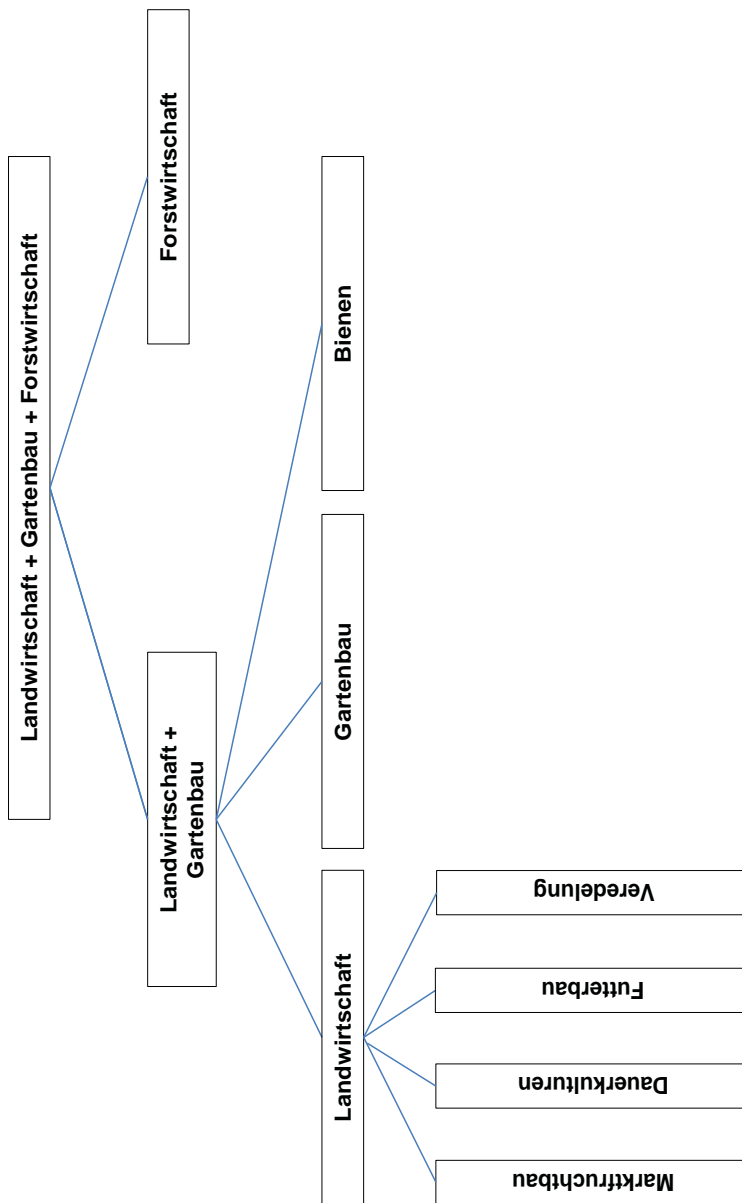 Landwirtschaft + Gartenbau + Forstwirtschaft
Landwirtschaft +
Gartenbau
Forstwirtschaft
Landwirtschaft
Gartenbau
Bienen
Marktfruchtbau
Dauerkulturen
Futterbau
Veredelung